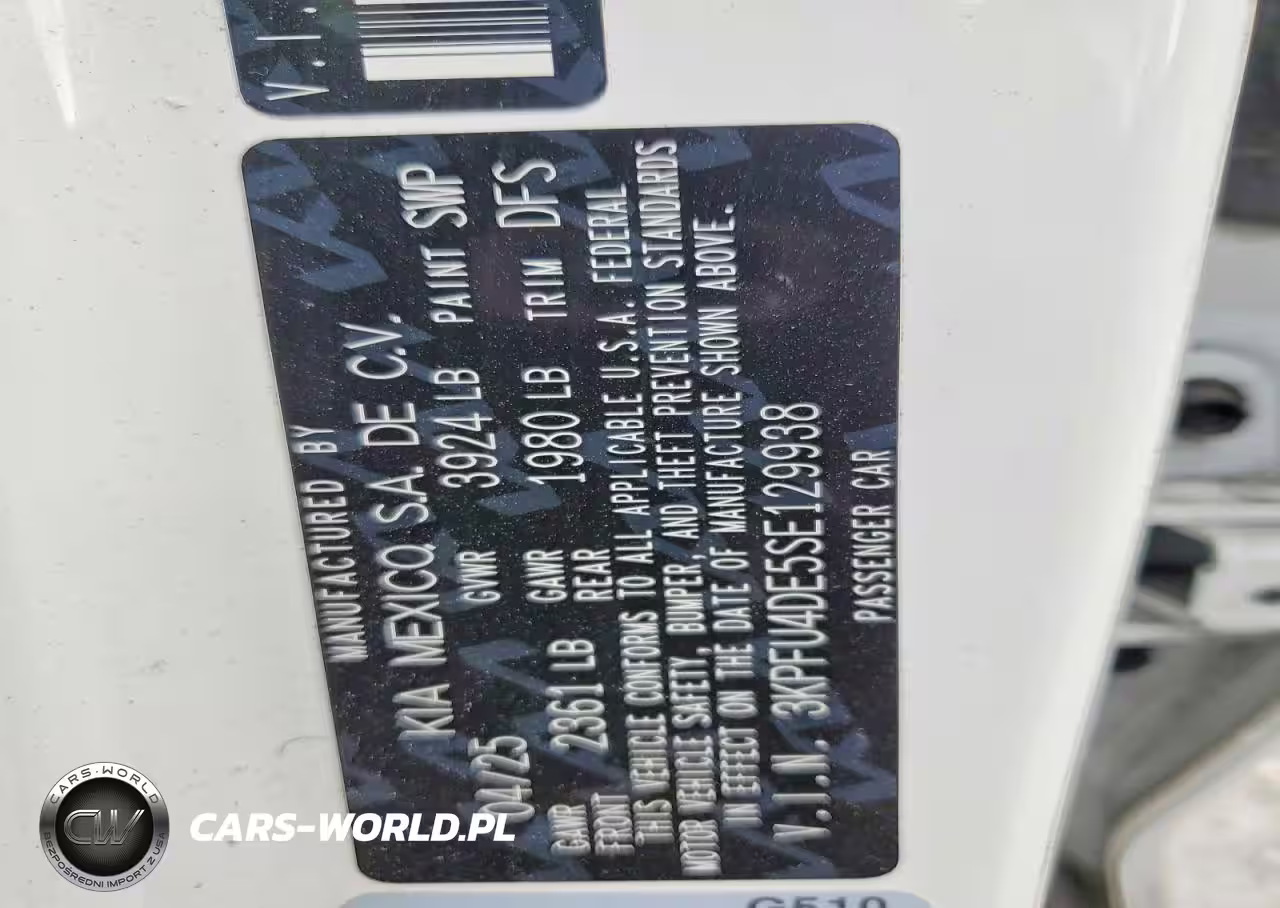 V.I.
MANUFACTURED BY
KIA MEXICO, S.A. DE C.V.
04/25 GVWR 3924 LB PAINT SWP
GAWR FRONT 2361 LB GAWR REAR 1980 LB TRIM DFS
THIS VEHICLE CONFORMS TO ALL APPLICABLE U.S.A. FEDERAL
MOTOR VEHICLE SAFETY, BUMPER, AND THEFT PREVENTION STANDARDS
IN EFFECT ON THE DATE OF MANUFACTURE SHOWN ABOVE.
V.I.N. 3KPFU4DE5SE129938
PASSENGER CAR
G510
CARS-WORLD
CW
BEZPOŚREDNI IMPORT Z USA
CARS-WORLD.PL